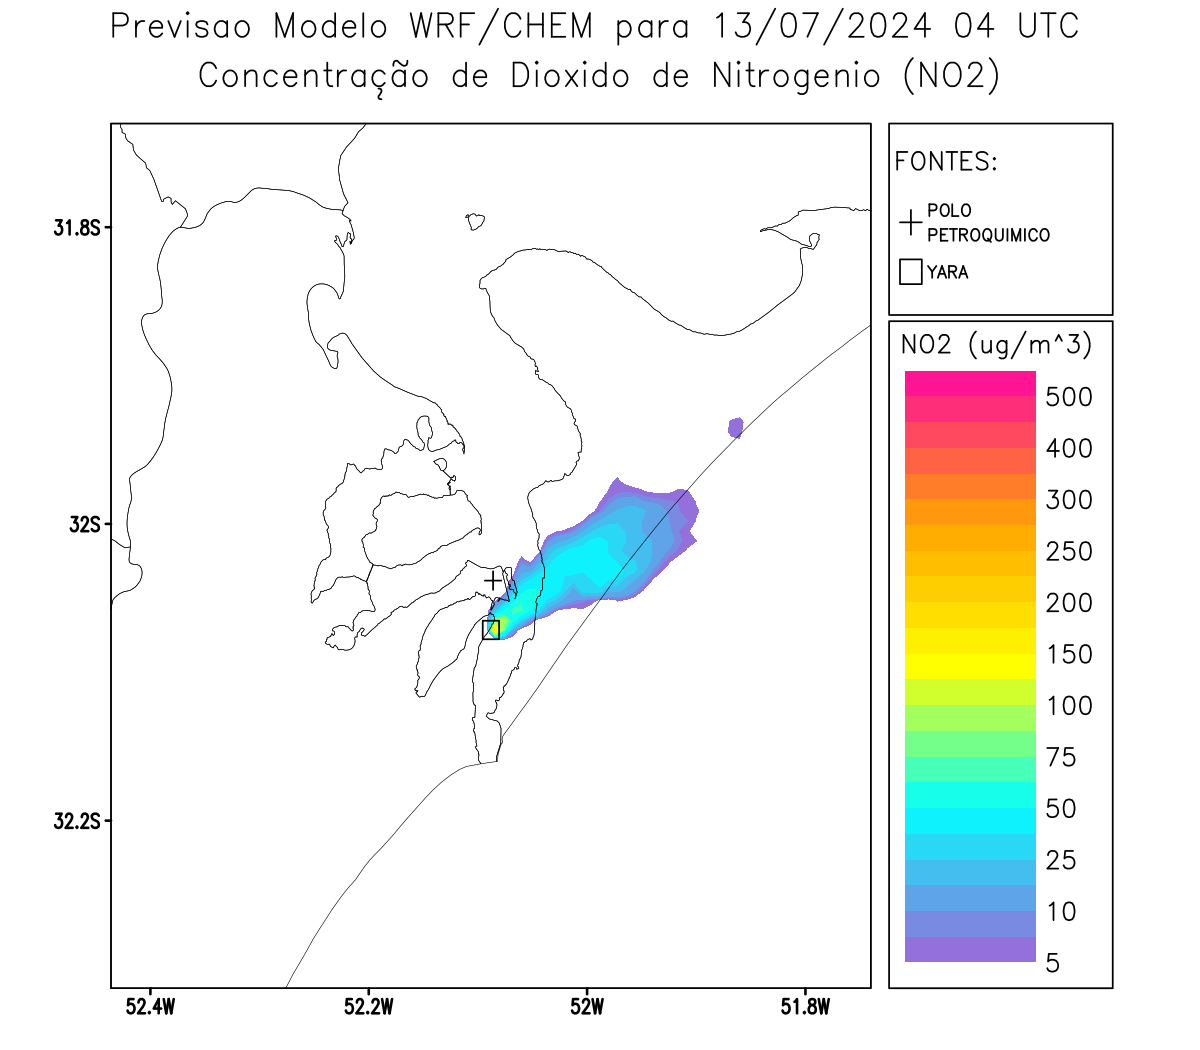 Previsao Modelo WRF/CHEM para 13/07/2024 04 UTC
Concentração de Dioxido de Nitrogenio (NO2)
FONTES:
POLO
PETROQUIMICO
YARA
31.8S
32S
32.2S
52.4W
52.2W
52W
51.8W
NO2 (ug/m^3)
500
400
300
250
200
150
100
75
50
25
10
5